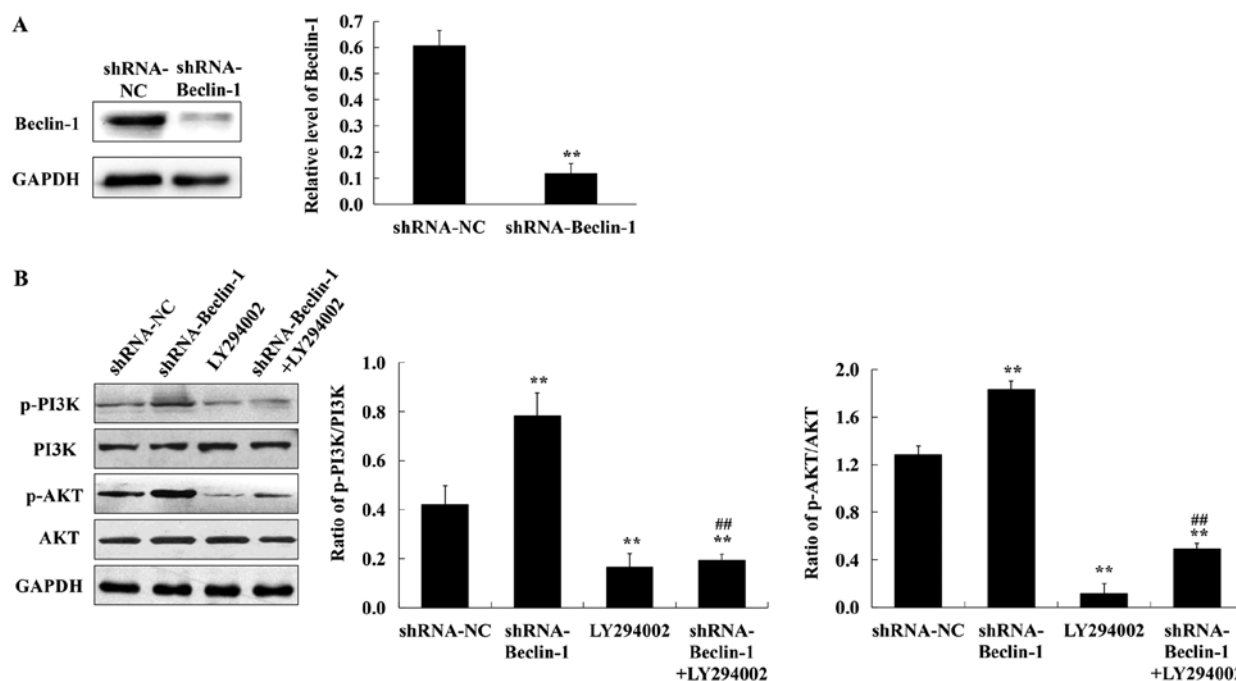 A
shRNA-
NC
shRNA-
Beclin-1
Beclin-1
GAPDH
Relative level of Beclin-1
0.7
0.6
0.5
0.4
0.3
0.2
0.1
0.0
**
shRNA-NC
shRNA-Beclin-1
B
shRNA-NC
shRNA-Beclin-1
LY294002
shRNA-Beclin-1
+LY294002
p-PI3K
PI3K
p-AKT
AKT
GAPDH
Ratio of p-PI3K/PI3K
1.0
0.8
0.6
0.4
0.2
0.0
**
**
##
**
shRNA-NC
shRNA-
Beclin-1
LY294002
shRNA-
Beclin-1
+LY294002
Ratio of p-AKT/AKT
2.0
1.6
1.2
0.8
0.4
0.0
**
**
##
**
shRNA-NC
shRNA-
Beclin-1
LY294002
shRNA-
Beclin-1
+LY294002